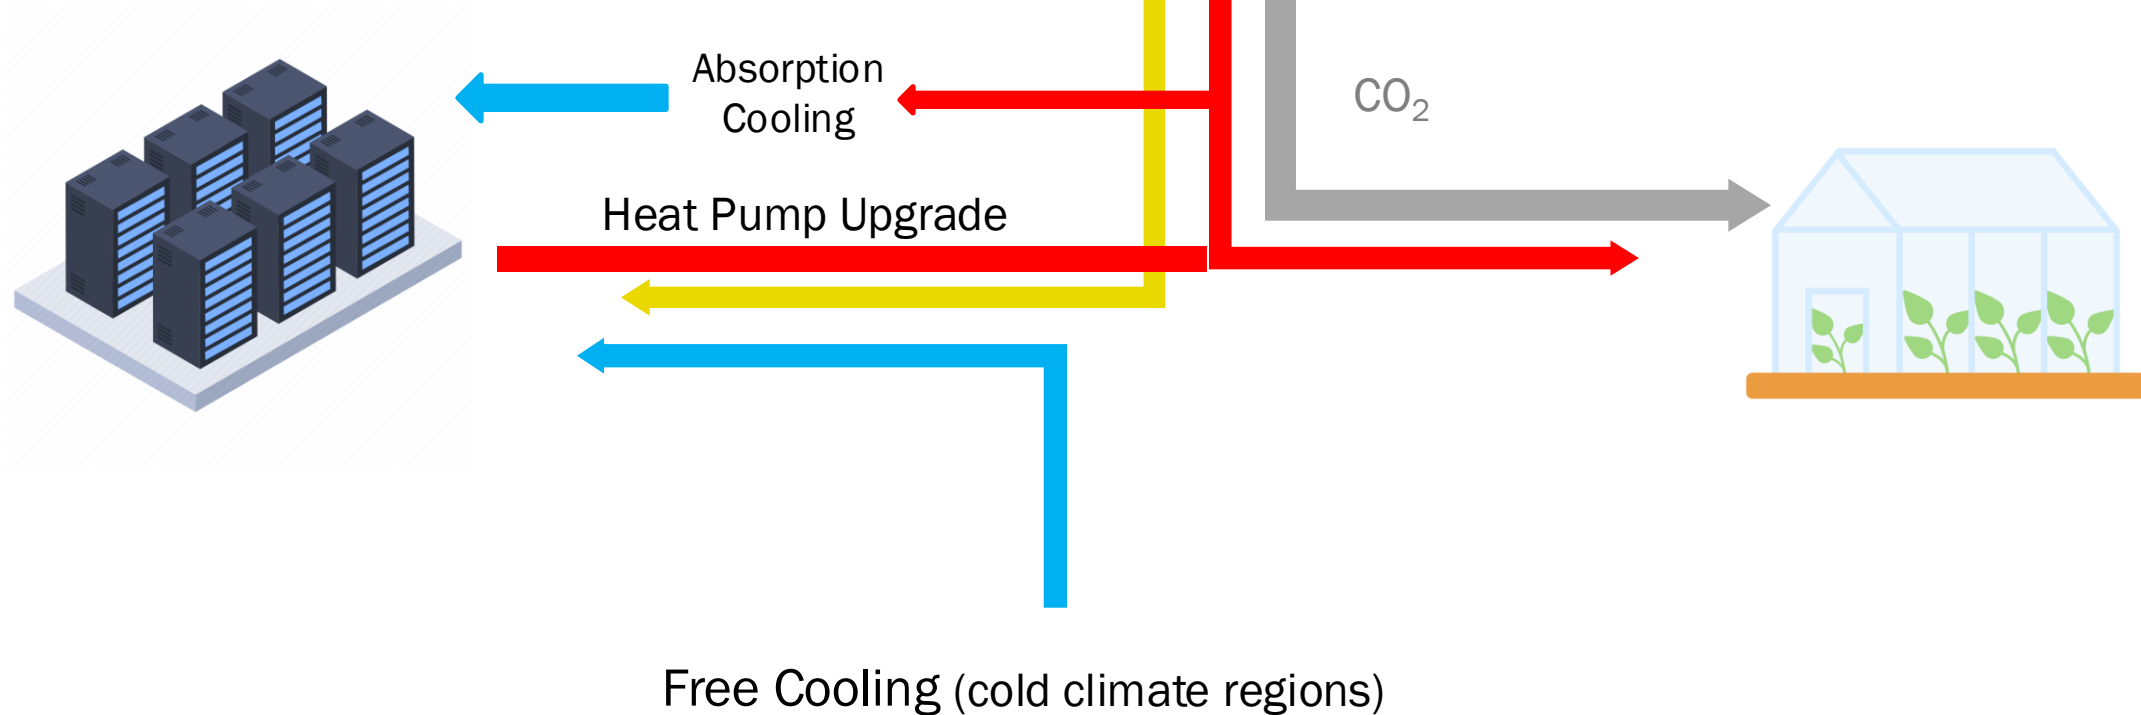 Absorption
Cooling
CO₂
Heat Pump Upgrade
Free Cooling (cold climate regions)